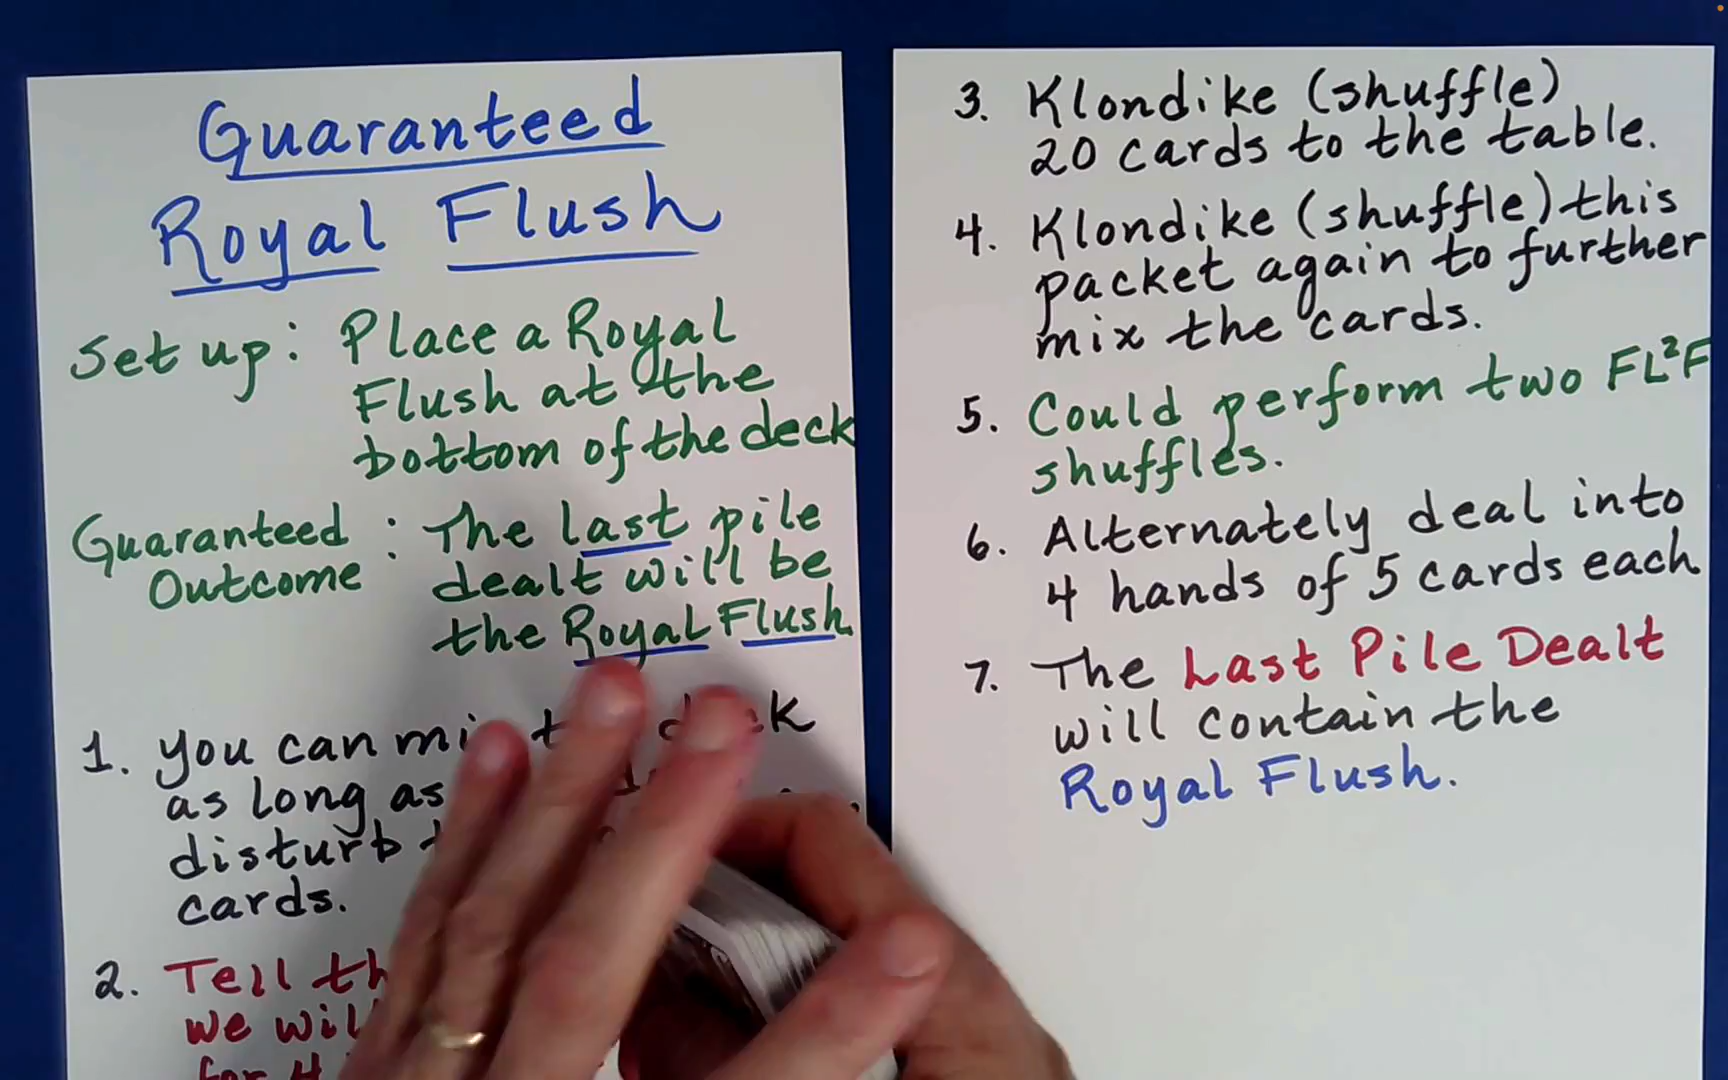 Guaranteed
Royal Flush
Set up: Place a Royal
Flush at the
bottom of the deck
Guaranteed : The last pile
Outcome dealt will be
the Royal Flush
1. you can
as long as
disturb
cards.
2. Tell
we
for 4
3. Klondike (shuffle)
20 cards to the table.
4. Klondike (shuffle) this
packet again to further
mix the cards.
5. Could perform two FL²F
shuffles.
6. Alternately deal into
4 hands of 5 cards each
7. The Last Pile Dealt
will contain the
Royal Flush.